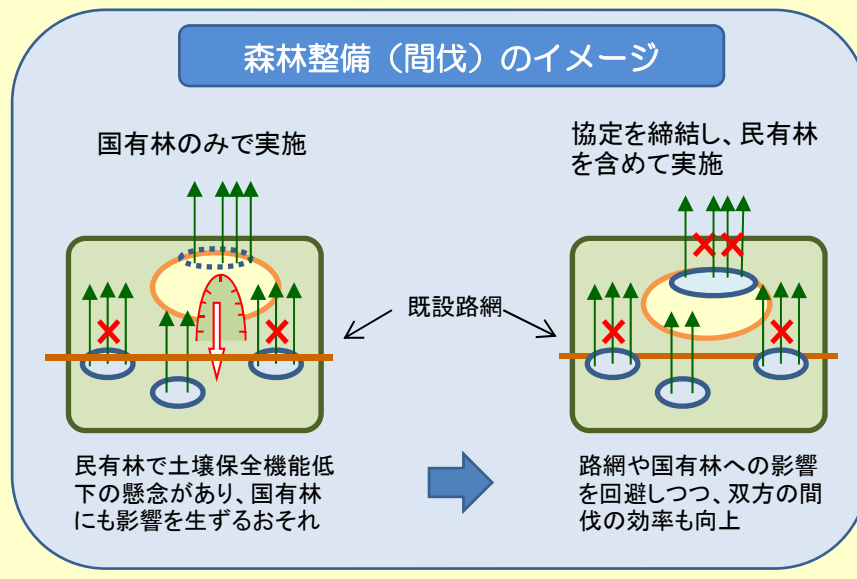 森林整備（間伐）のイメージ
国有林のみで実施
協定を締結し、民有林
を含めて実施
既設路網
民有林で土壌保全機能低
下の懸念があり、国有林
にも影響を生ずるおそれ
路網や国有林への影響
を回避しつつ、双方の間
伐の効率も向上